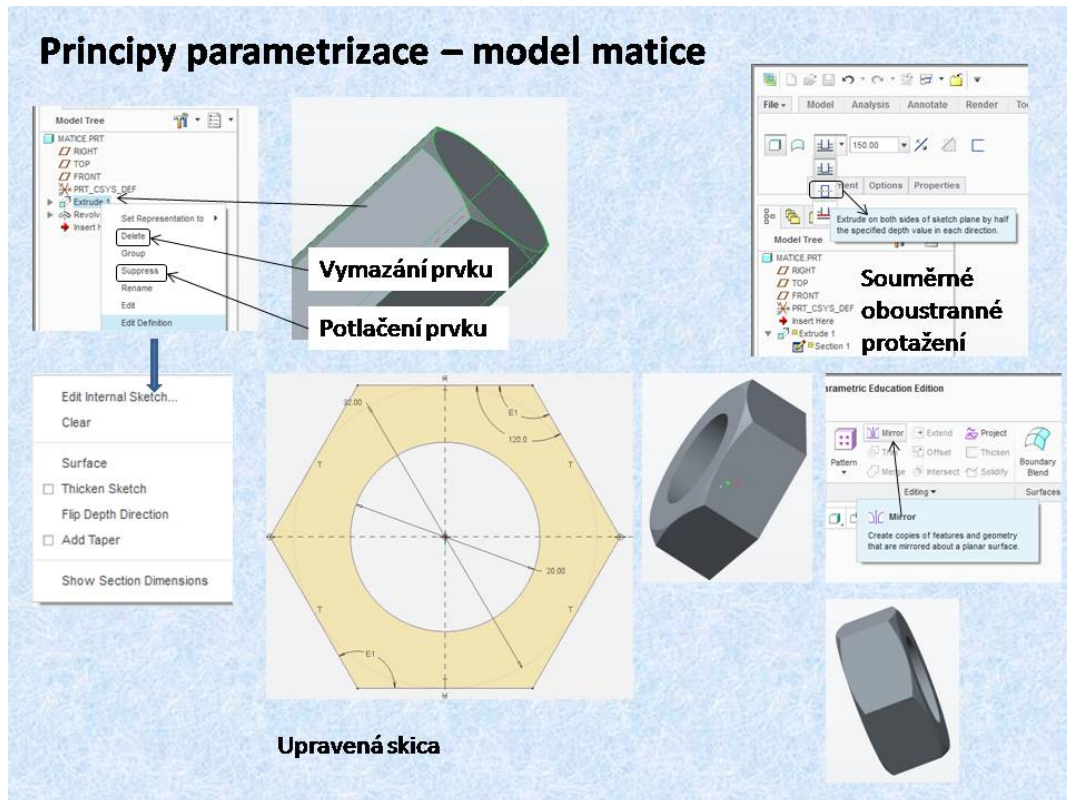 Principy parametrizace – model matice
Model Tree
MATICE.PRT
RIGHT
TOP
FRONT
PRT_CSYS_DEF
Extrude 1
Revolv
Insert H
Set Representation to
Delete
Group
Suppress
Rename
Edit
Edit Definition
Vymazání prvku
Potlačení prvku
File
Model
Analysis
Annotate
Render
150.00
Options
Properties
Extrude on both sides of sketch plane by half
the specified depth value in each direction.
Model Tree
MATICE.PRT
RIGHT
TOP
FRONT
PRT_CSYS_DEF
Insert Here
Extrude 1
Section 1
Souměrné
oboustranné
protažení
Edit Internal Sketch...
Clear
Surface
Thicken Sketch
Flip Depth Direction
Add Taper
Show Section Dimensions
H
32.00
E1
120.0
T
T
20.00
T
T
E1
H
Upravená skica
arametric Education Edition
Pattern
Mirror
Extend
Project
Trim
Offset
Thicken
Merge
Intersect
Solidify
Boundary
Blend
Editing
Surfaces
Mirror
Create copies of features and geometry
that are mirrored about a planar surface.